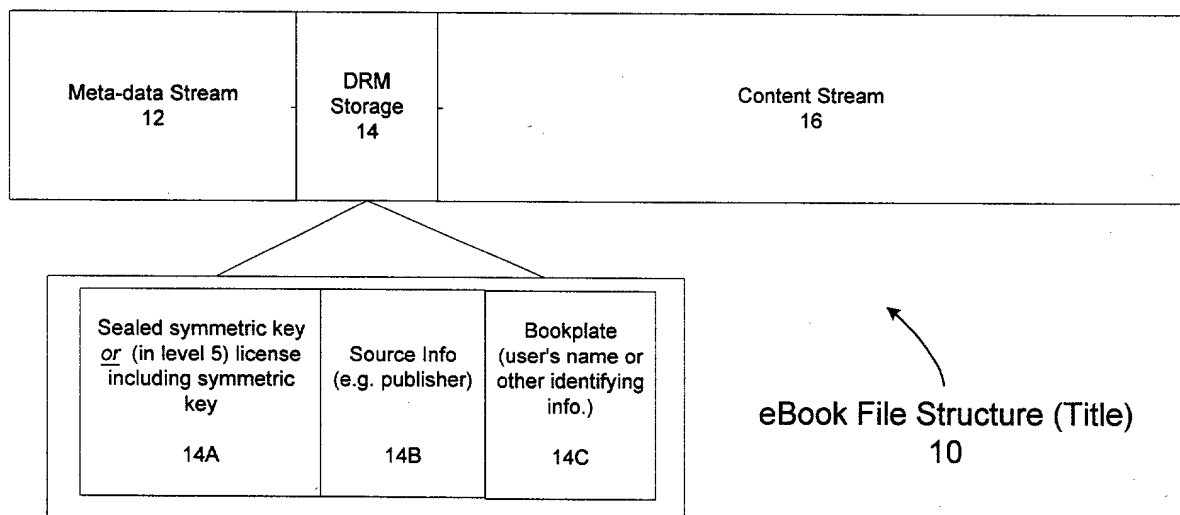 Meta-data Stream
12
DRM
Storage
14
Content Stream
16
Sealed symmetric key
or (in level 5) license
including symmetric
key
14A
Source Info
(e.g. publisher)
14B
Bookplate
(user's name or
other identifying
info.)
14C
eBook File Structure (Title)
10